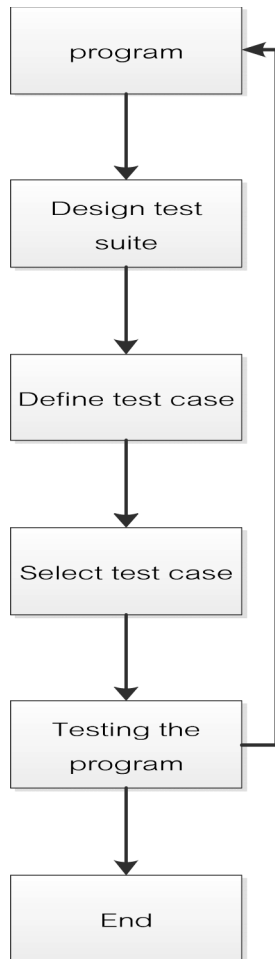 program
Design test
suite
Define test case
Select test case
Testing the
program
End